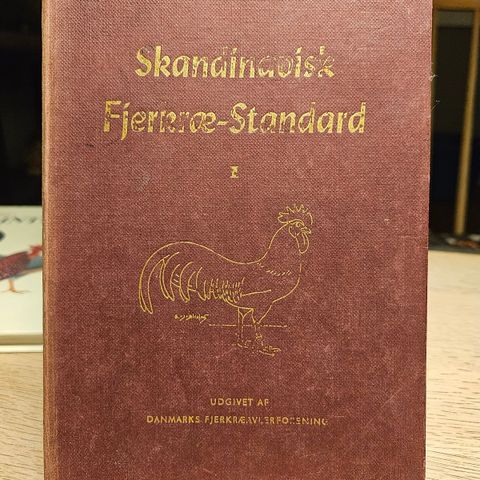 Skandinavisk
Fjerkræ-Standard
I
UDGIVET AF
DANMARKS FJERKRÆAVLERFORENING